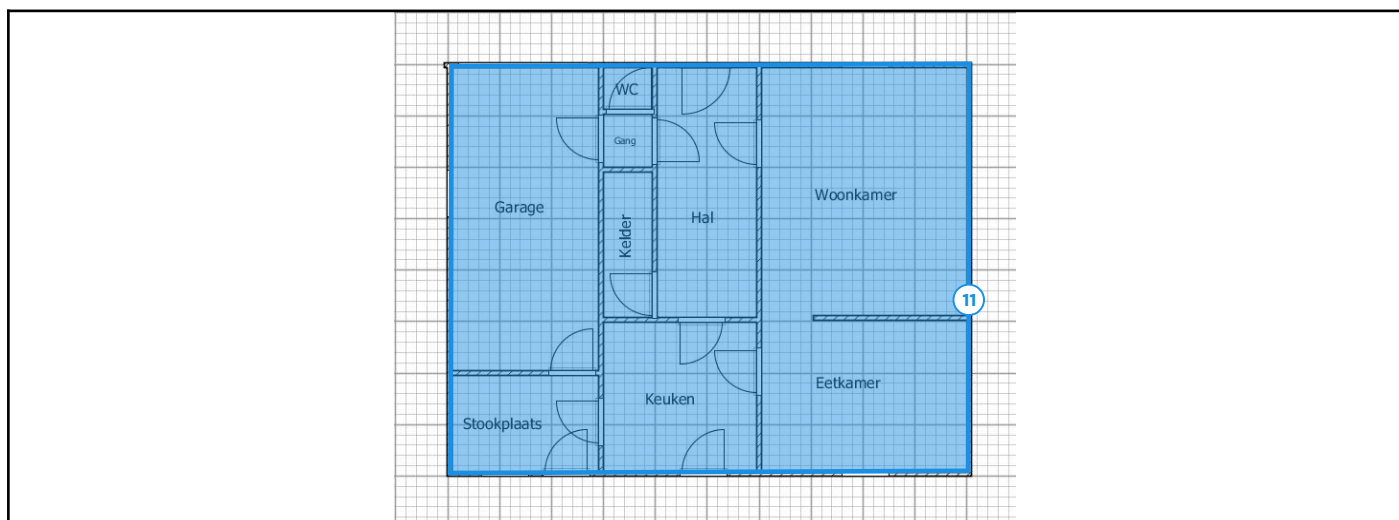 WC
Gang
Garage
Kelder
Hal
Woonkamer
11
Stookplaats
Keuken
Eetkamer